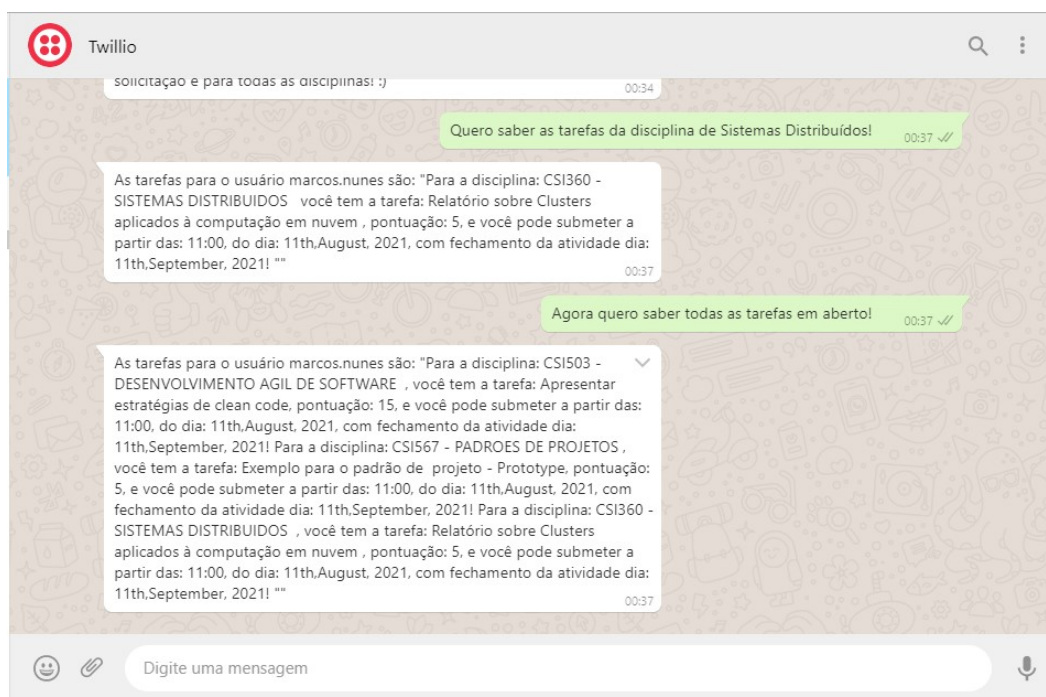 Twillio
solicitação é para todas as disciplinas! :)
00:34
Quero saber as tarefas da disciplina de Sistemas Distribuídos!
00:37
As tarefas para o usuário marcos.nunes são: "Para a disciplina: CSI360 -
SISTEMAS DISTRIBUIDOS você tem a tarefa: Relatório sobre Clusters
aplicados à computação em nuvem , pontuação: 5, e você pode submeter a
partir das: 11:00, do dia: 11th,August, 2021, com fechamento da atividade dia:
11th,September, 2021! ""
00:37
Agora quero saber todas as tarefas em aberto!
00:37
As tarefas para o usuário marcos.nunes são: "Para a disciplina: CSI503 -
DESENVOLVIMENTO AGIL DE SOFTWARE , você tem a tarefa: Apresentar
estratégias de clean code, pontuação: 15, e você pode submeter a partir das:
11:00, do dia: 11th,August, 2021, com fechamento da atividade dia:
11th,September, 2021! Para a disciplina: CSI567 - PADROES DE PROJETOS ,
você tem a tarefa: Exemplo para o padrão de projeto - Prototype, pontuação:
5, e você pode submeter a partir das: 11:00, do dia: 11th,August, 2021, com
fechamento da atividade dia: 11th,September, 2021! Para a disciplina: CSI360 -
SISTEMAS DISTRIBUIDOS , você tem a tarefa: Relatório sobre Clusters
aplicados à computação em nuvem , pontuação: 5, e você pode submeter a
partir das: 11:00, do dia: 11th,August, 2021, com fechamento da atividade dia:
11th,September, 2021! ""
00:37
Digite uma mensagem